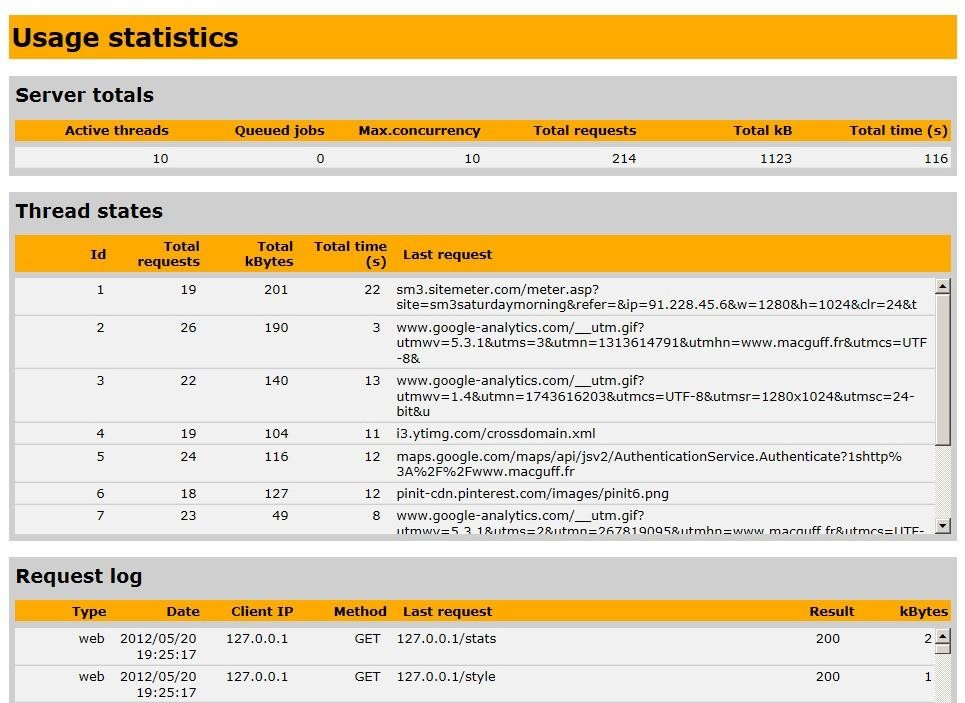 Usage statistics
Server totals
Active threads Queued jobs Max.concurrency Total requests Total kB Total time (s)
10 0 10 214 1123 116
Thread states
Id Total requests Total kBytes Total time (s) Last request
1 19 201 22 sm3.sitemeter.com/meter.asp?
site=sm3saturdaymorning&refer=&ip=91.228.45.6&w=1280&h=1024&clr=24&t
2 26 190 3 www.google-analytics.com/__utm.gif?
utmwv=5.3.1&utms=3&utmn=1313614791&utmhn=www.macguff.fr&utmcs=UTF
-8&
3 22 140 13 www.google-analytics.com/__utm.gif?
utmwv=1.4&utmn=1743616203&utmcs=UTF-8&utmsr=1280x1024&utmsc=24-
bit&u
4 19 104 11 i3.ytimg.com/crossdomain.xml
5 24 116 12 maps.google.com/maps/api/jsv2/AuthenticationService.Authenticate?1shttp%
3A%2F%2Fwww.macguff.fr
6 18 127 12 pinit-cdn.pinterest.com/images/pinit6.png
7 23 49 8 www.google-analytics.com/__utm.gif?
utmwv=5.3.1&utms=2&utmn=267819095&utmhn=www.macguff.fr&utmcs=UTF-
Request log
Type Date Client IP Method Last request Result kBytes
web 2012/05/20 127.0.0.1 GET 127.0.0.1/stats 200 2
19:25:17
web 2012/05/20 127.0.0.1 GET 127.0.0.1/style 200 1
19:25:17